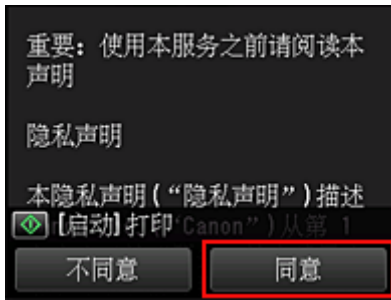 重要：使用本服务之前请阅读本
声明
隐私声明
本隐私声明(“隐私声明”)描述
[启动]打印 Canon”)从第 1
不同意
同意